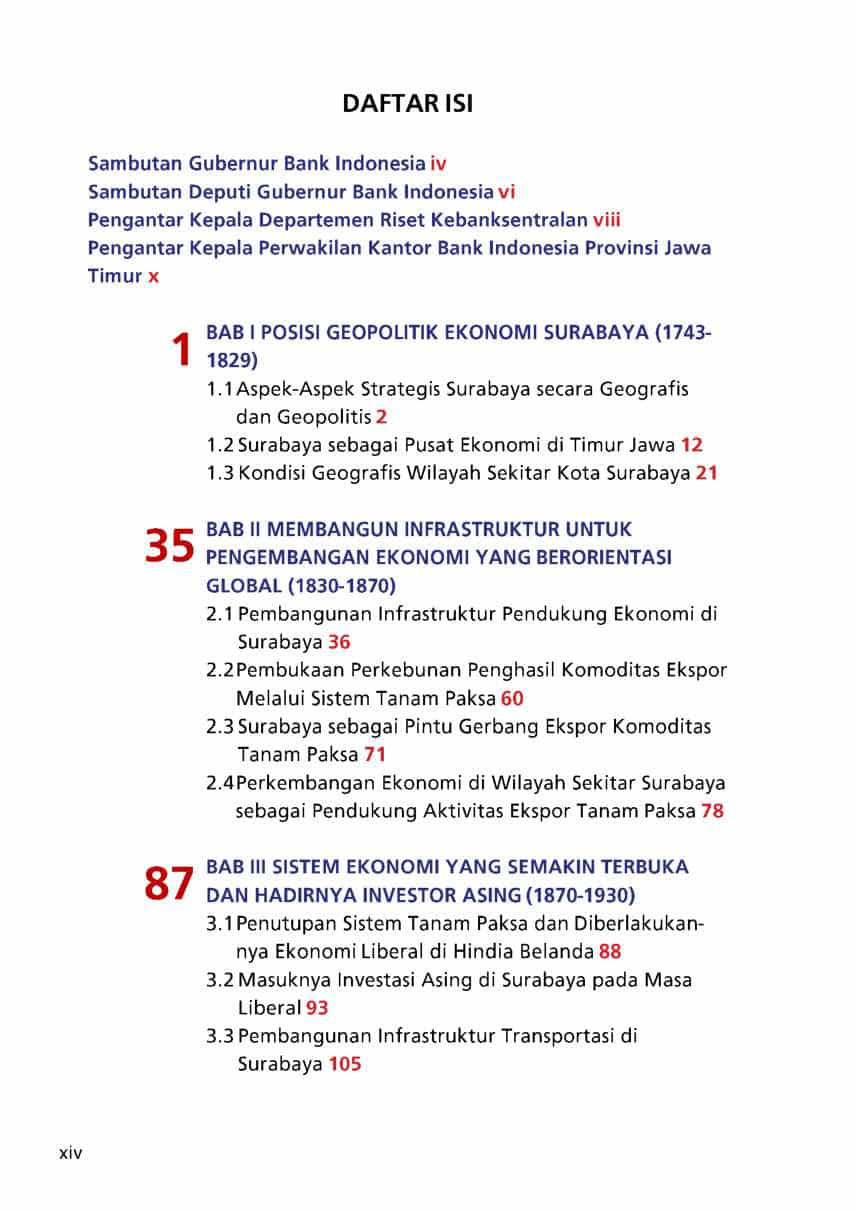 DAFTAR ISI
Sambutan Gubernur Bank Indonesia iv
Sambutan Deputi Gubernur Bank Indonesia vi
Pengantar Kepala Departemen Riset Kebanksentralan viii
Pengantar Kepala Perwakilan Kantor Bank Indonesia Provinsi Jawa
Timur x
1
BAB I POSISI GEOPOLITIK EKONOMI SURABAYA (1743-
1829)
1.1 Aspek-Aspek Strategis Surabaya secara Geografis
dan Geopolitis 2
1.2 Surabaya sebagai Pusat Ekonomi di Timur Jawa 12
1.3 Kondisi Geografis Wilayah Sekitar Kota Surabaya 21
35
BAB II MEMBANGUN INFRASTRUKTUR UNTUK
PENGEMBANGAN EKONOMI YANG BERORIENTASI
GLOBAL (1830-1870)
2.1 Pembangunan Infrastruktur Pendukung Ekonomi di
Surabaya 36
2.2 Pembukaan Perkebunan Penghasil Komoditas Ekspor
Melalui Sistem Tanam Paksa 60
2.3 Surabaya sebagai Pintu Gerbang Ekspor Komoditas
Tanam Paksa 71
2.4 Perkembangan Ekonomi di Wilayah Sekitar Surabaya
sebagai Pendukung Aktivitas Ekspor Tanam Paksa 78
87
BAB III SISTEM EKONOMI YANG SEMAKIN TERBUKA
DAN HADIRNYA INVESTOR ASING (1870-1930)
3.1 Penutupan Sistem Tanam Paksa dan Diberlakukan-
nya Ekonomi Liberal di Hindia Belanda 88
3.2 Masuknya Investasi Asing di Surabaya pada Masa
Liberal 93
3.3 Pembangunan Infrastruktur Transportasi di
Surabaya 105
xiv